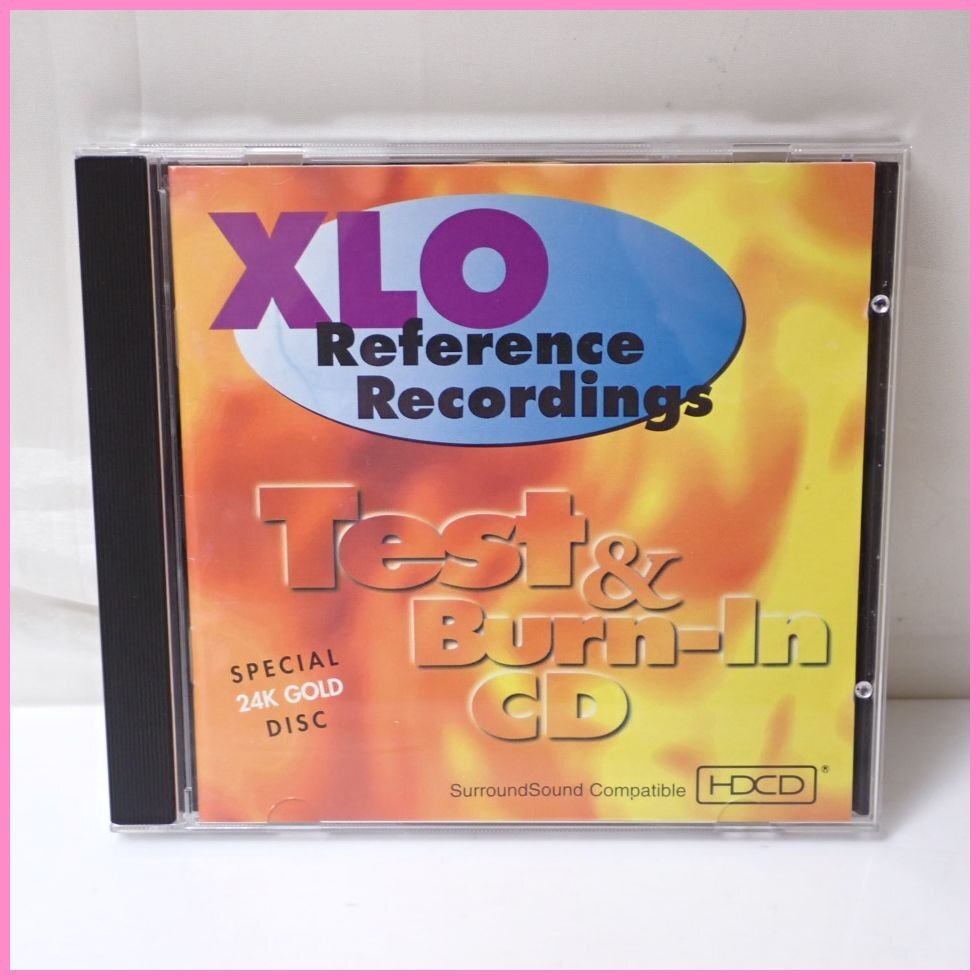 XLO
Reference
Recordings
Test &
Burn-In
CD
SPECIAL
24K GOLD
DISC
SurroundSound Compatible HDCD®